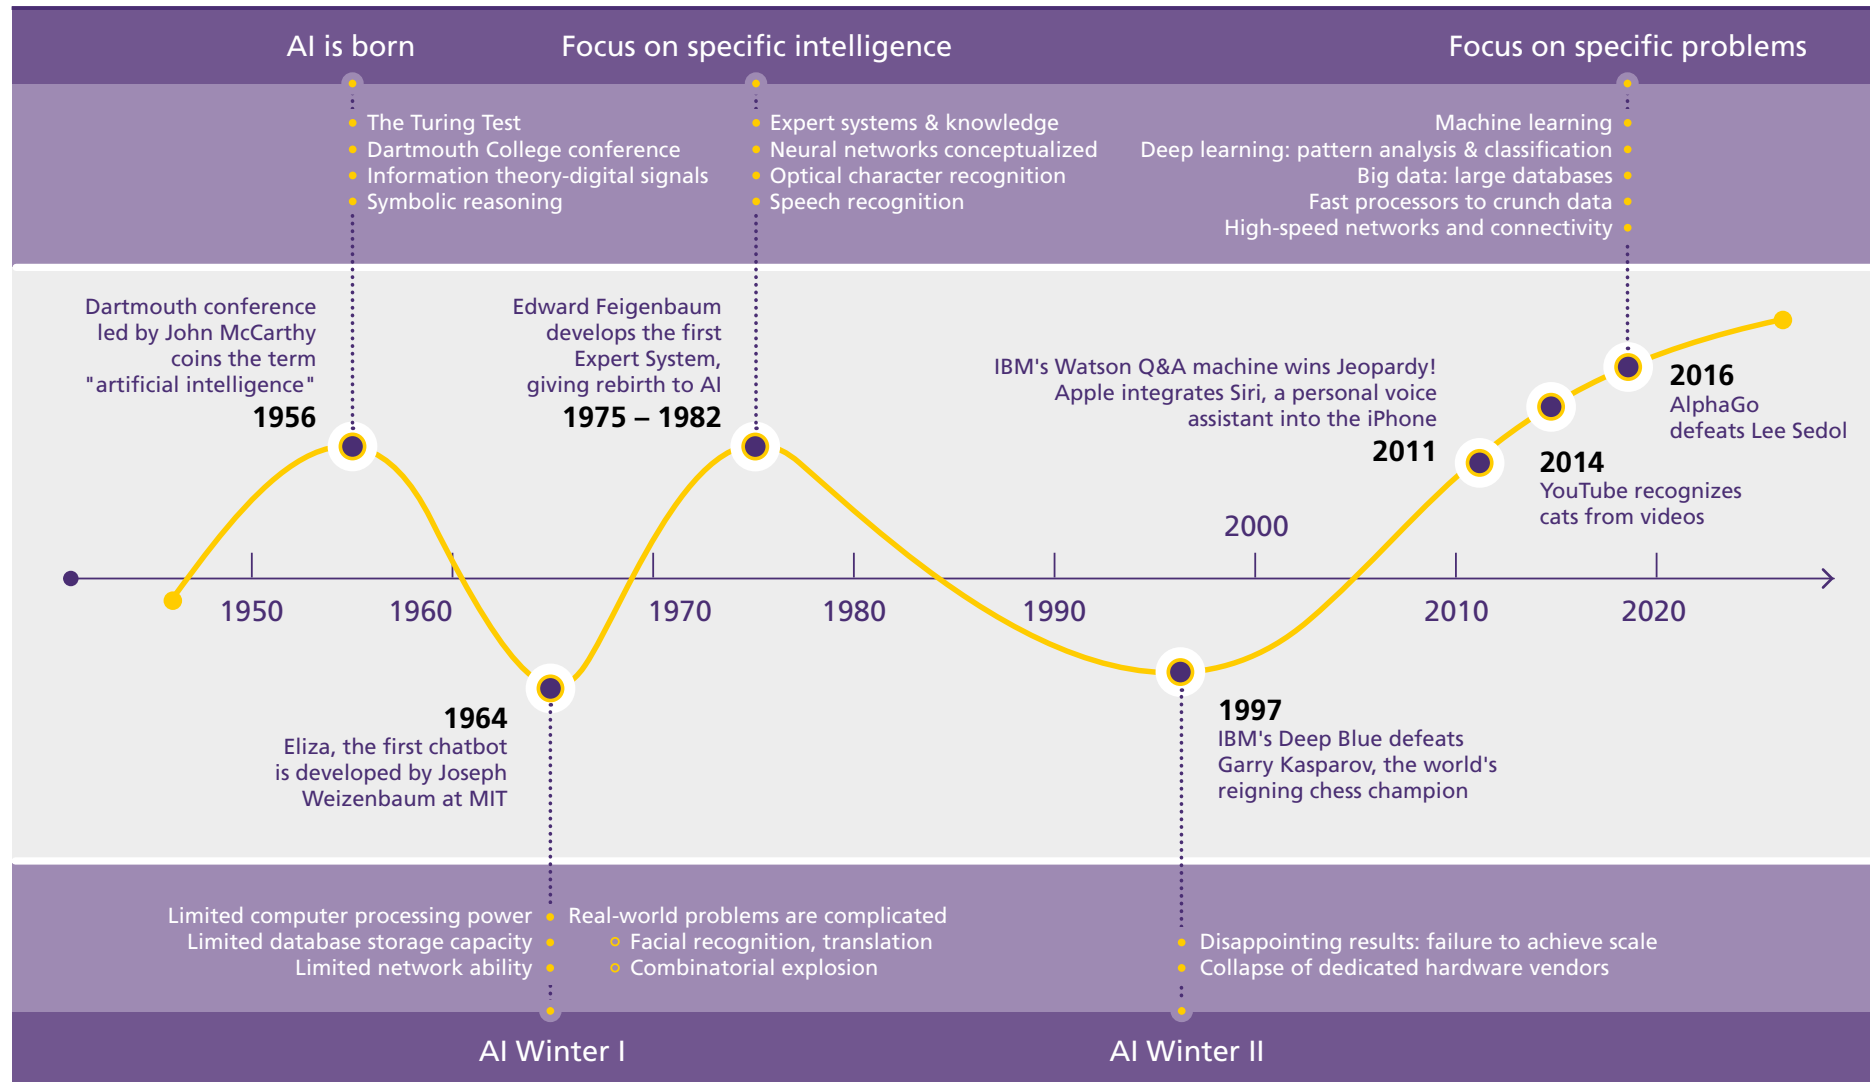 AI is born
Focus on specific intelligence
Focus on specific problems
The Turing Test
Dartmouth College conference
Information theory-digital signals
Symbolic reasoning
Expert systems & knowledge
Neural networks conceptualized
Optical character recognition
Speech recognition
Machine learning
Deep learning: pattern analysis & classification
Big data: large databases
Fast processors to crunch data
High-speed networks and connectivity
Dartmouth conference
led by John McCarthy
coins the term
"artificial intelligence"
1956
Edward Feigenbaum
develops the first
Expert System,
giving rebirth to AI
1975 – 1982
IBM's Watson Q&A machine wins Jeopardy!
Apple integrates Siri, a personal voice
assistant into the iPhone
2011
2014
YouTube recognizes
cats from videos
2016
AlphaGo
defeats Lee Sedol
1950
1960
1970
1980
1990
2000
2010
2020
1964
Eliza, the first chatbot
is developed by Joseph
Weizenbaum at MIT
1997
IBM's Deep Blue defeats
Garry Kasparov, the world's
reigning chess champion
Limited computer processing power
Limited database storage capacity
Limited network ability
Real-world problems are complicated
Facial recognition, translation
Combinatorial explosion
Disappointing results: failure to achieve scale
Collapse of dedicated hardware vendors
AI Winter I
AI Winter II